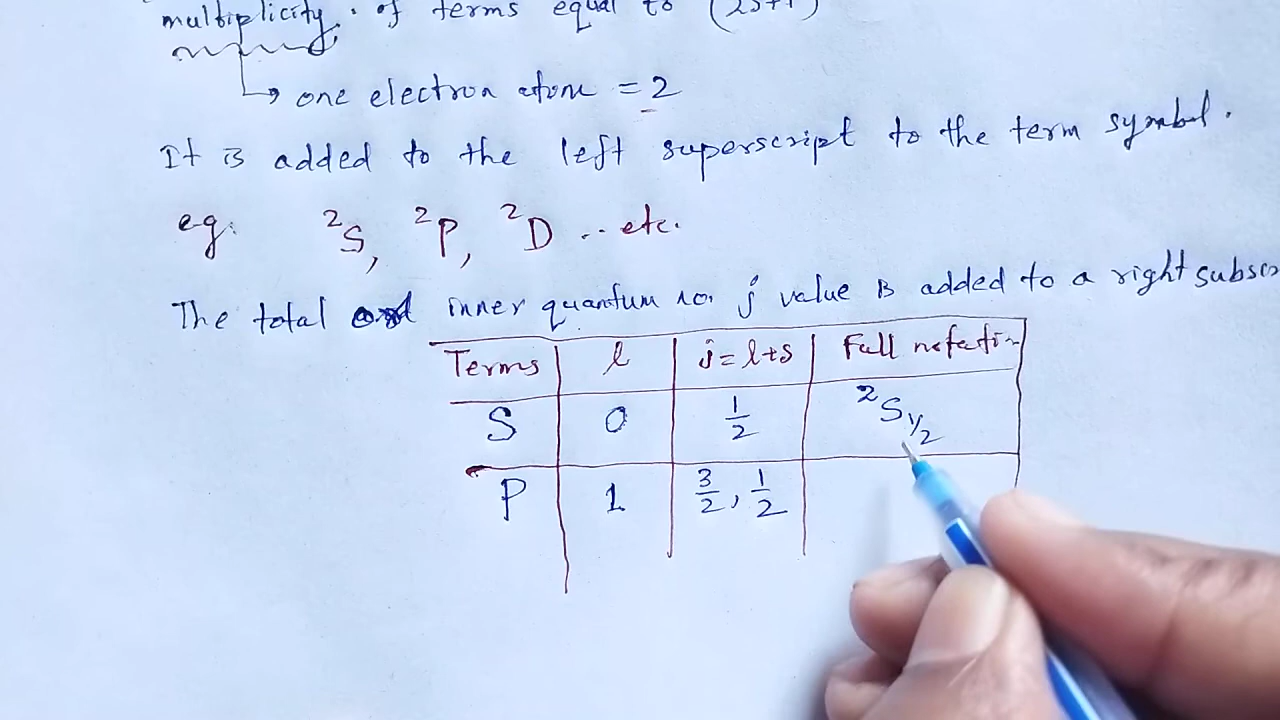 multiplicity. of terms equal to (2s+1)
→ one electron atom = 2
It is added to the left superscript to the term symbol.
eg. ²S, ²P, ²D ... etc.
The total inner quantum no. j value is added to a right subsc
Terms l j = l±s Full notation
S 0 1/2 ²S1/2
P 1 3/2, 1/2